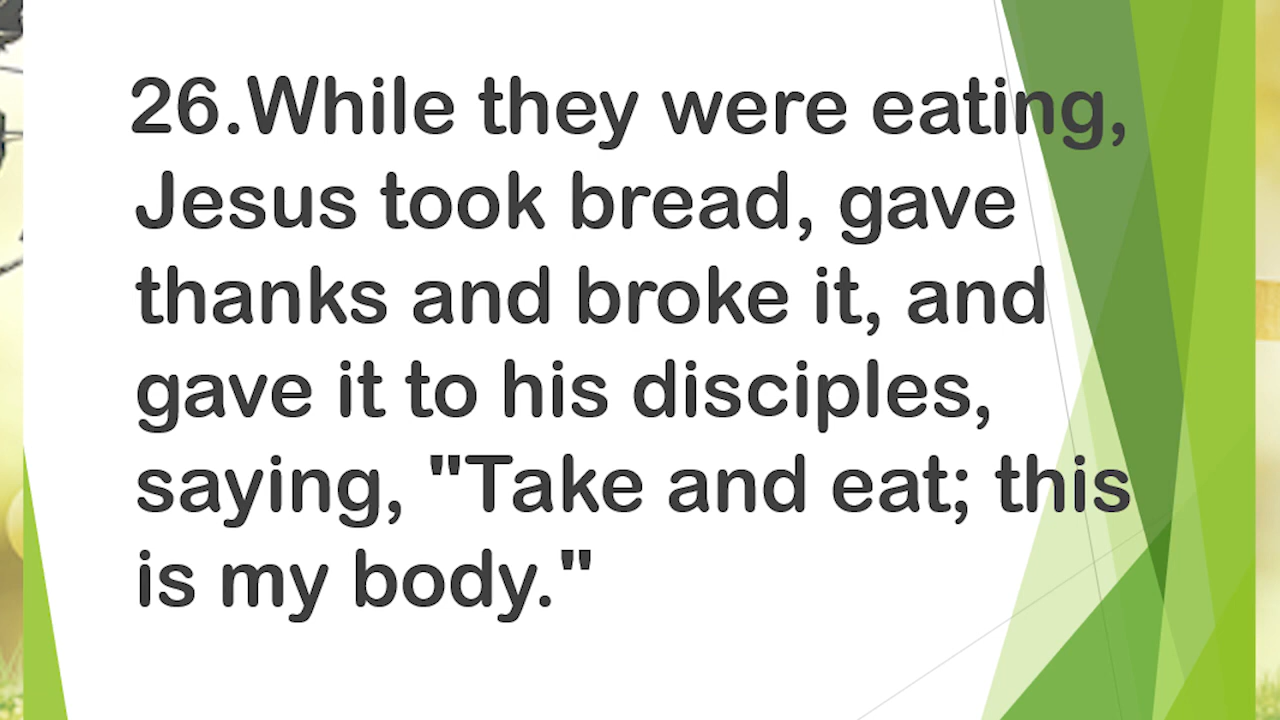 26.While they were eating,
Jesus took bread, gave
thanks and broke it, and
gave it to his disciples,
saying, "Take and eat; this
is my body."